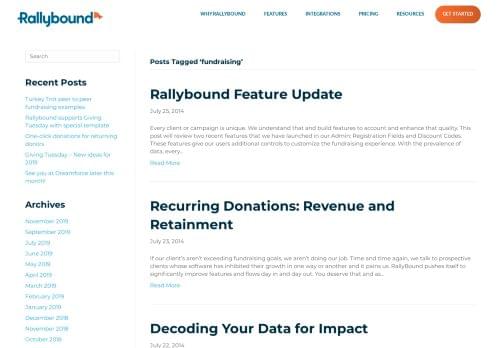 Rallybound
WHY RALLYBOUND
FEATURES
INTEGRATIONS
PRICING
RESOURCES
GET STARTED
Search
Recent Posts
Turkey Trot peer to peer
fundraising examples
Rallybound supports Giving
Tuesday with special template
One-click donations for returning
donors
Giving Tuesday – New ideas for
2019
See you at Dreamforce later this
month!
Archives
November 2019
September 2019
July 2019
June 2019
May 2019
April 2019
March 2019
February 2019
January 2019
December 2018
November 2018
October 2018
Posts Tagged ‘fundraising’
Rallybound Feature Update
July 25, 2014
Every client or campaign is unique. We understand that and build features to account and enhance that quality. This
post will review two recent features that we have launched in our Admin: Registration Fields and Discount Codes.
These features give our users additional controls to customize the fundraising experience. With the prevalence of
data, every...
Read More
Recurring Donations: Revenue and
Retainment
July 23, 2014
If our client's aren't exceeding fundraising goals, we aren't doing our job. Time and time again, we talk to prospective
clients whose software has inhibited their growth in one way or another and it pains us. RallyBound pushes itself to
significantly improve features and flows day in and day out. You deserve that and as...
Read More
Decoding Your Data for Impact
July 22, 2014